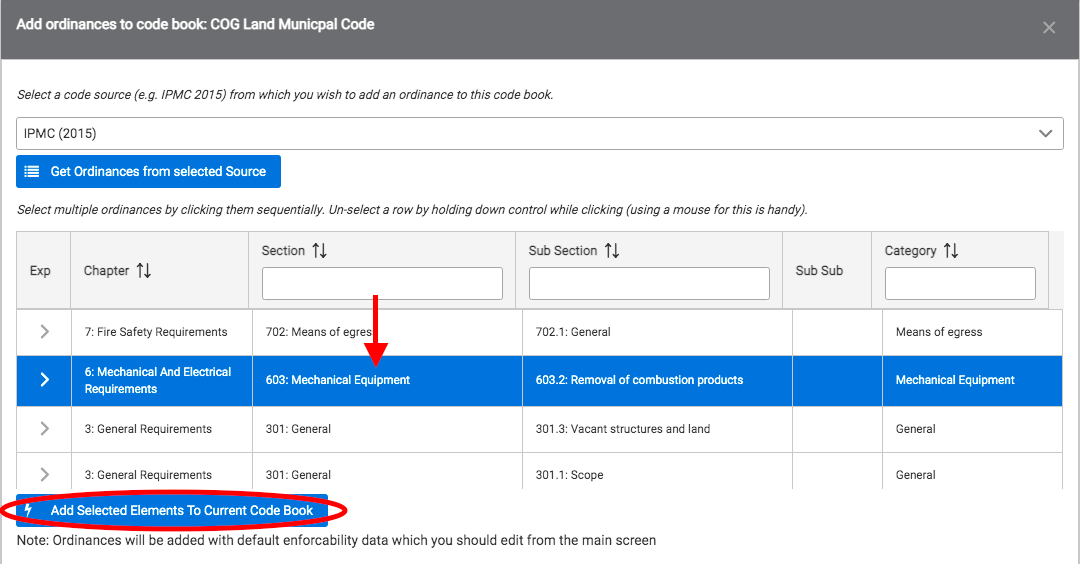 Add ordinances to code book: COG Land Municpal Code
Select a code source (e.g. IPMC 2015) from which you wish to add an ordinance to this code book.
IPMC (2015)
Get Ordinances from selected Source
Select multiple ordinances by clicking them sequentially. Un-select a row by holding down control while clicking (using a mouse for this is handy).
Exp Chapter Section Sub Section Sub Sub Category
7: Fire Safety Requirements 702: Means of egress 702.1: General Means of egress
6: Mechanical And Electrical
Requirements 603: Mechanical Equipment 603.2: Removal of combustion products Mechanical Equipment
3: General Requirements 301: General 301.3: Vacant structures and land General
3: General Requirements 301: General 301.1: Scope General
Add Selected Elements To Current Code Book
Note: Ordinances will be added with default enforcability data which you should edit from the main screen